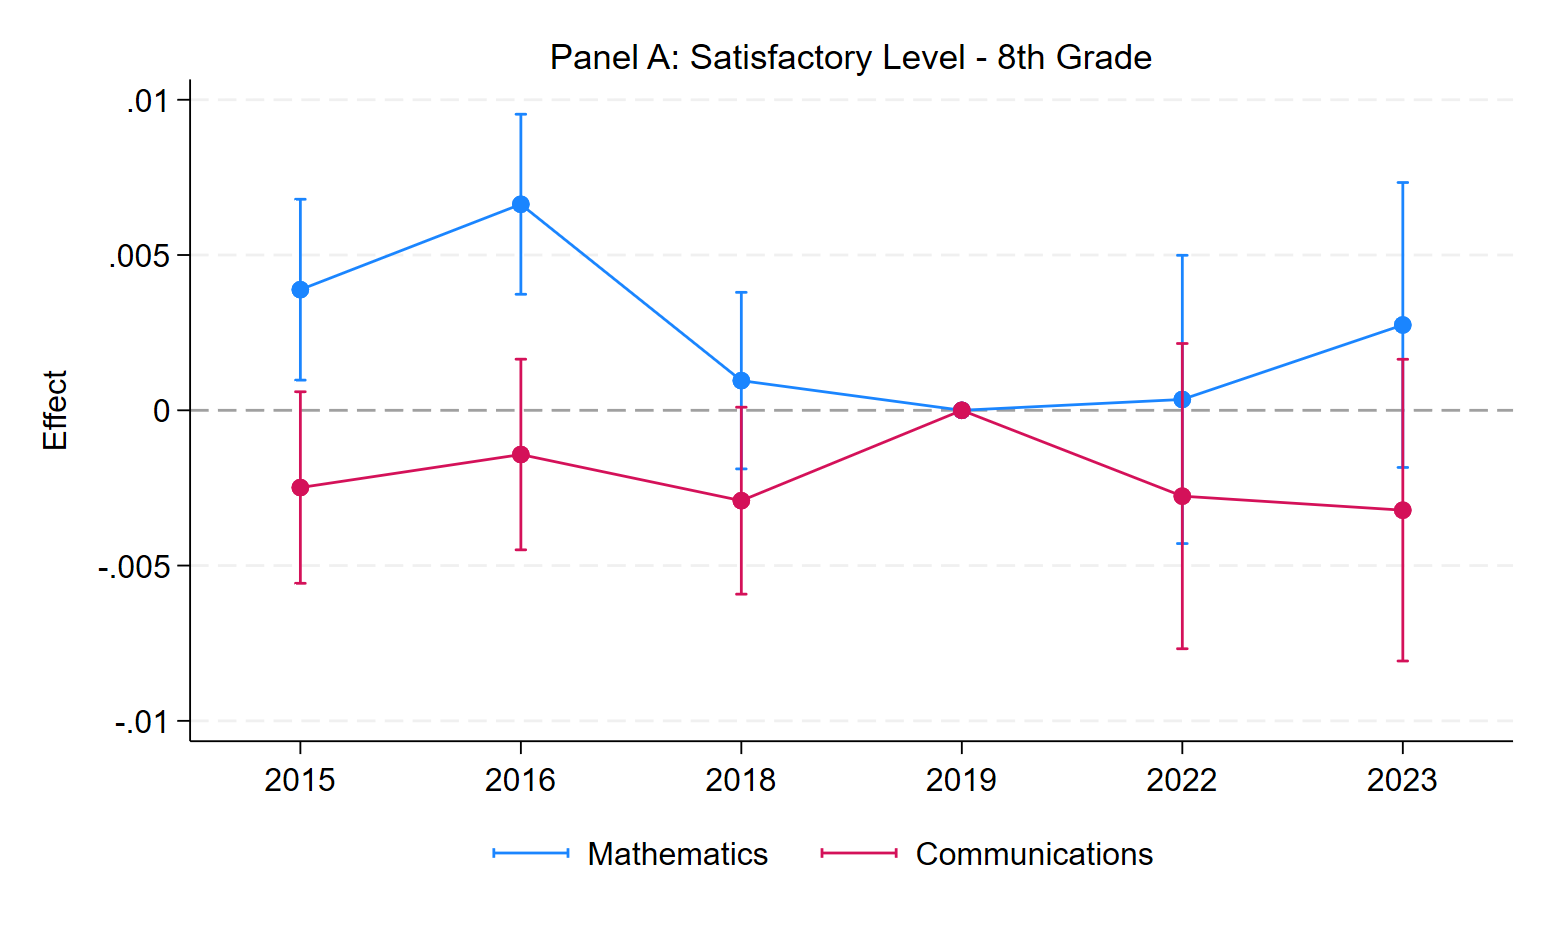 Panel A: Satisfactory Level - 8th Grade
.01
.005
0
-.005
-.01
Effect
2015 2016 2018 2019 2022 2023
Mathematics Communications